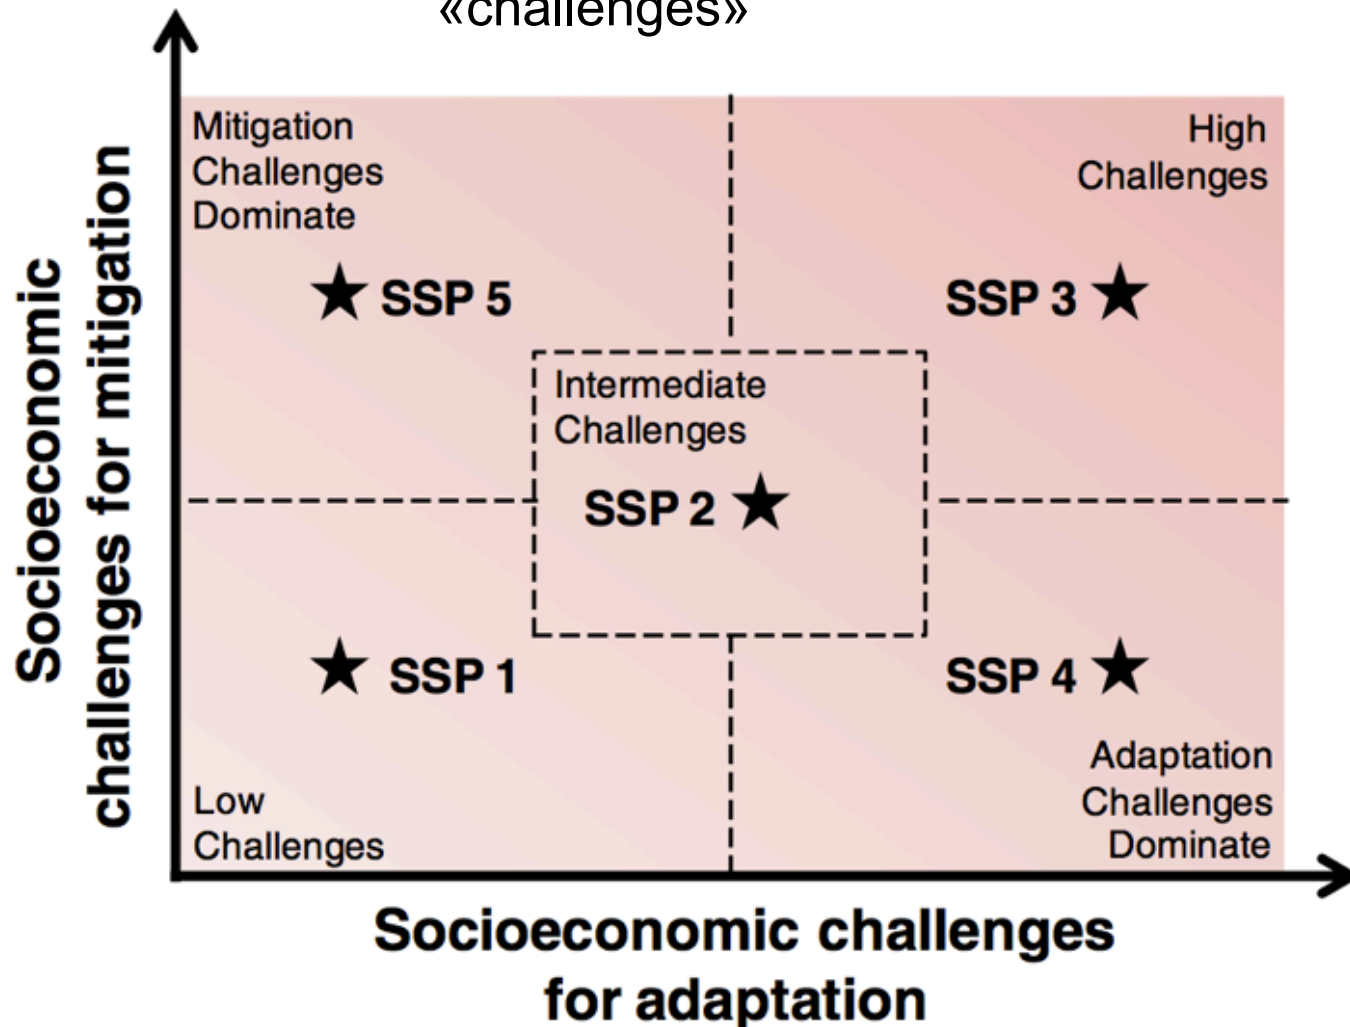 «challenges»
Mitigation
Challenges
Dominate
High
Challenges
SSP 5
SSP 3
Intermediate
Challenges
SSP 2
SSP 1
SSP 4
Low
Challenges
Adaptation
Challenges
Dominate
Socioeconomic
challenges for mitigation
Socioeconomic challenges
for adaptation